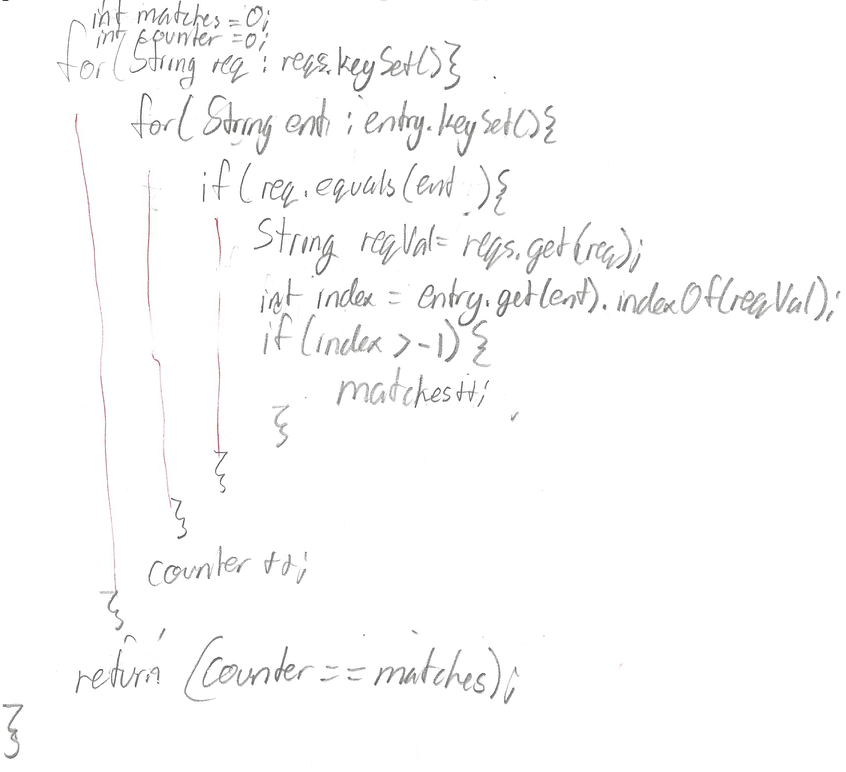 int matches = 0;
int counter = 0;
for(String req : reqs.keySet()}
for( String ent : entry.keySet(){
if(req.equals(ent ){
String reqVal= reqs.get(req);
int index = entry.get(ent).indexOf(reqVal);
if(index >-1){
matches++;
}
}
}
counter ++;
}
return (counter==matches);
}